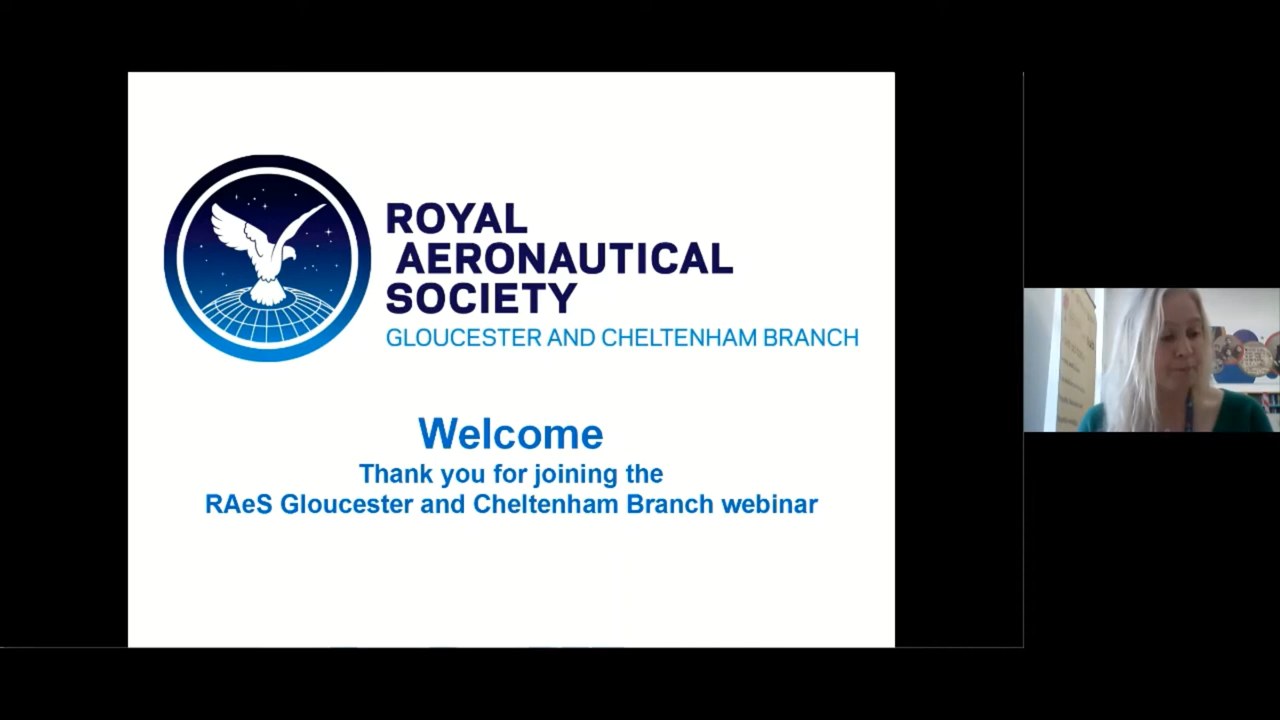 ROYAL
AERONAUTICAL
SOCIETY
GLOUCESTER AND CHELTENHAM BRANCH
Welcome
Thank you for joining the
RAeS Gloucester and Cheltenham Branch webinar